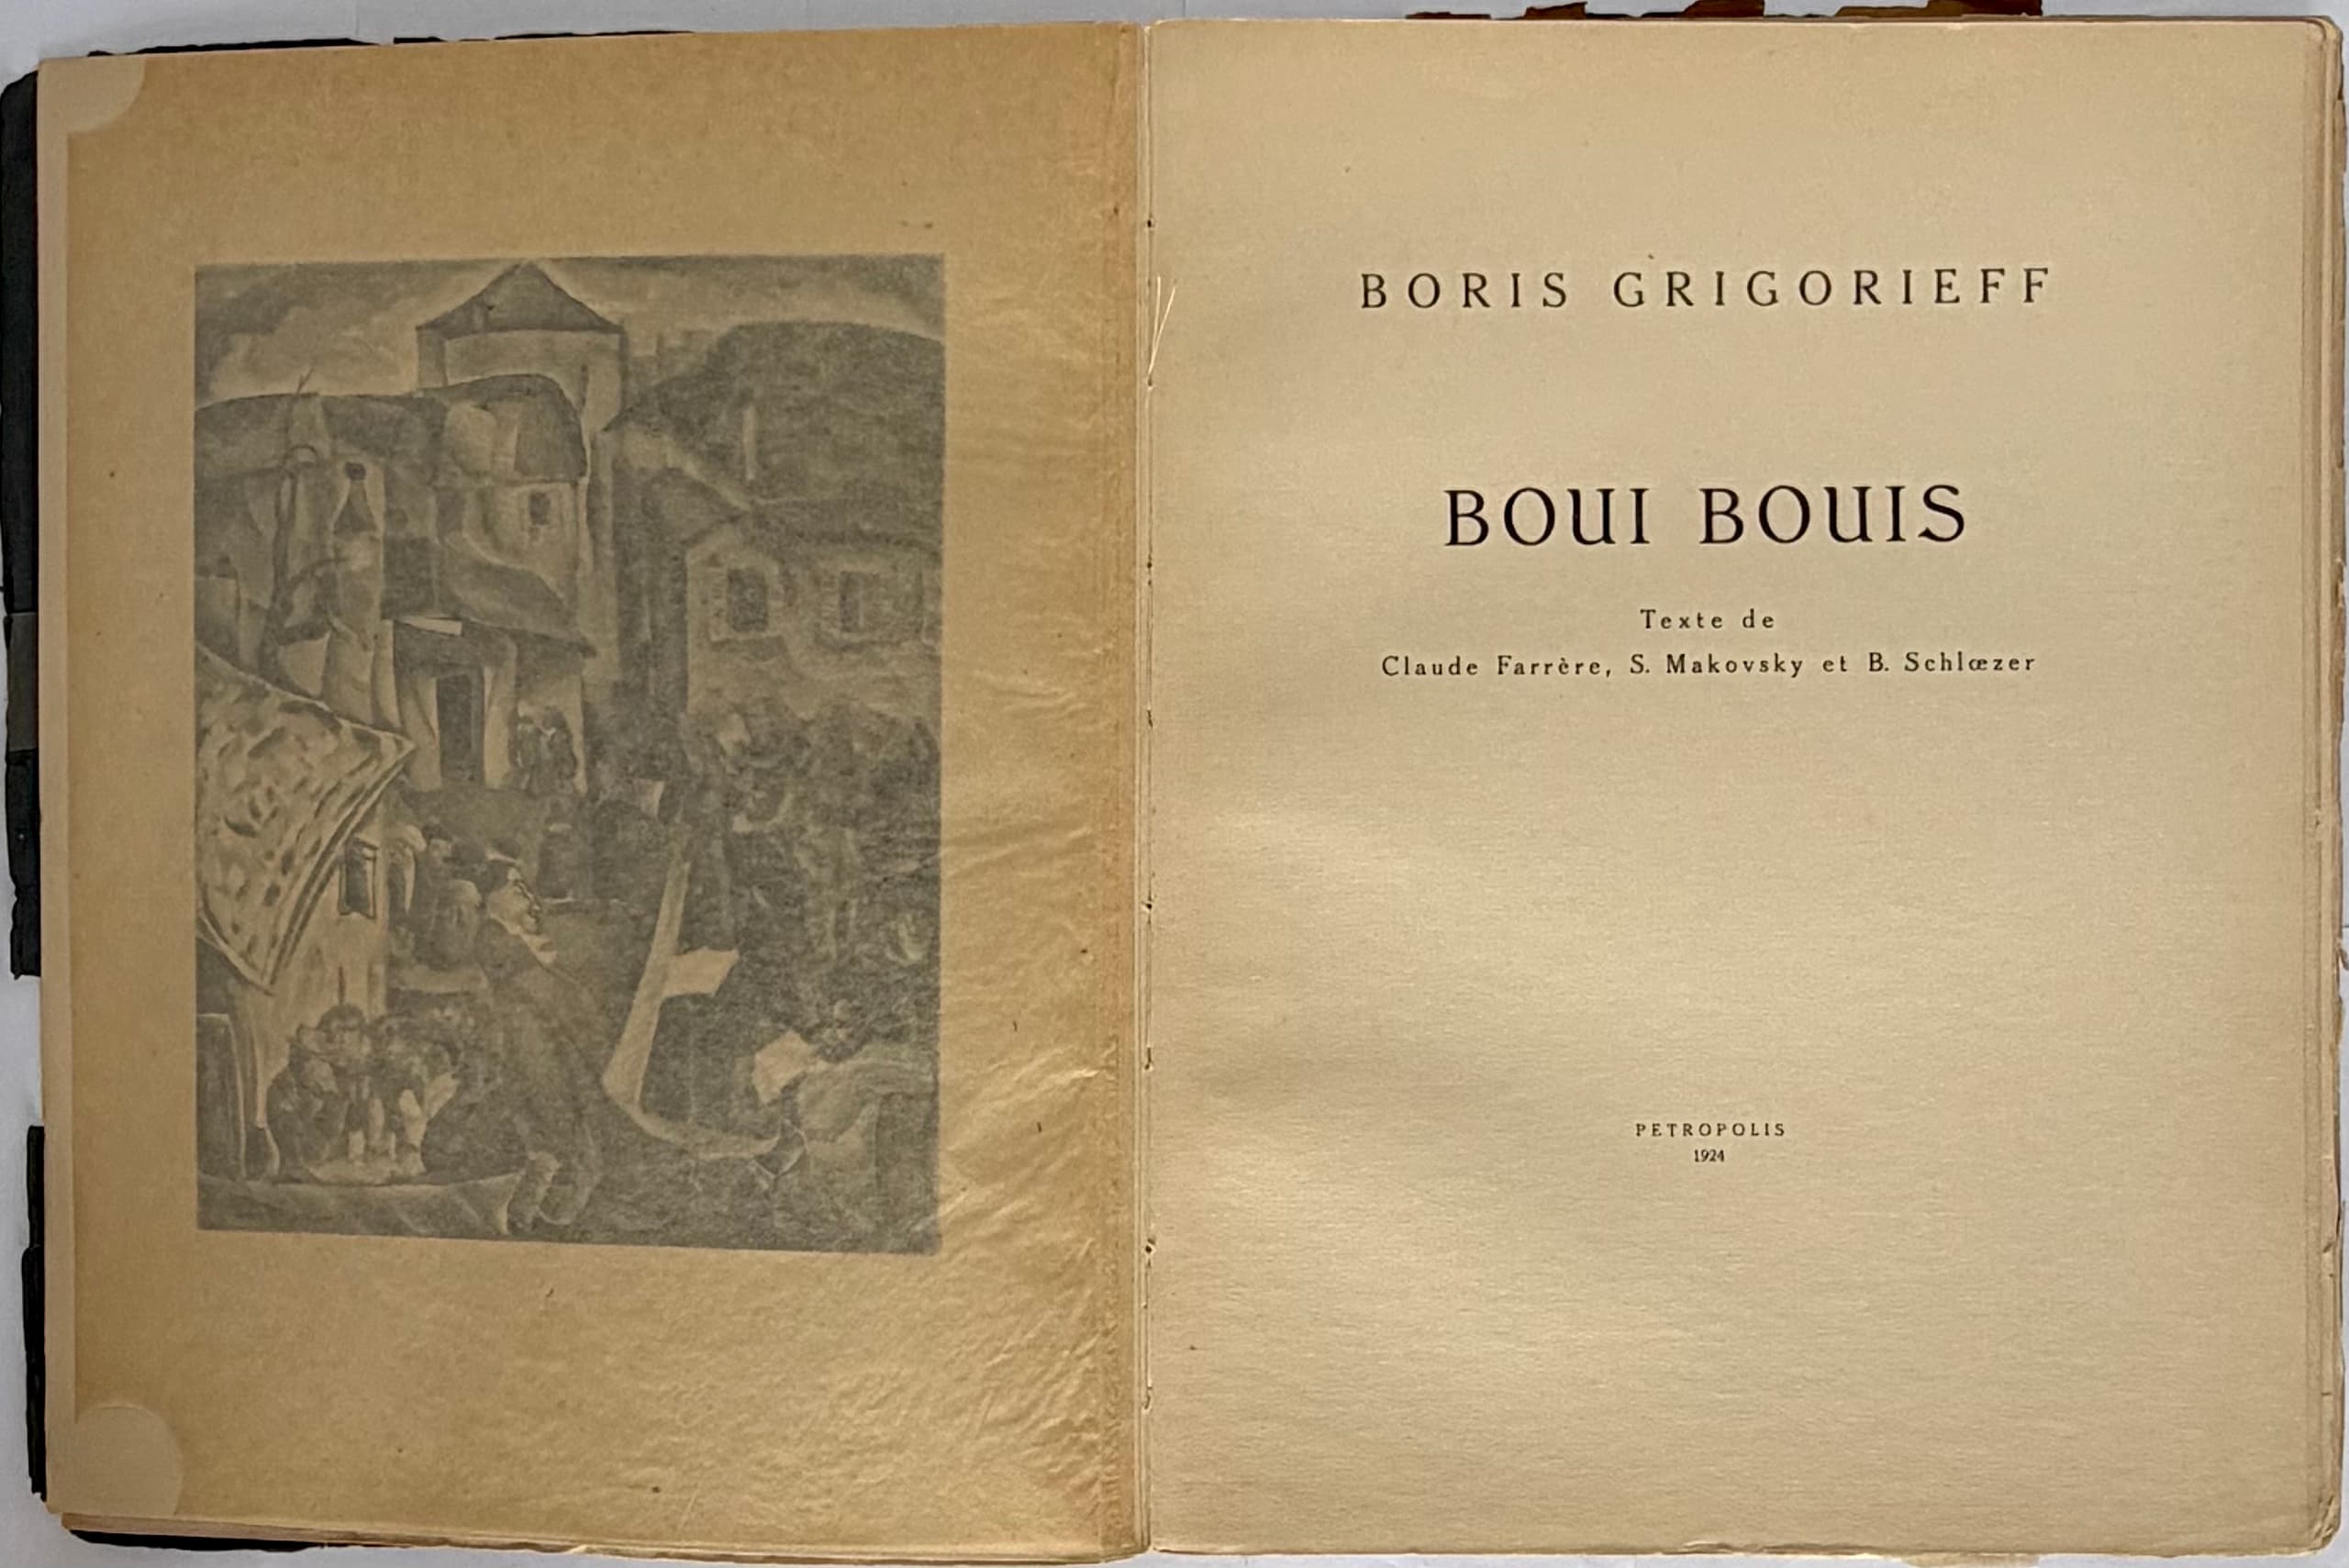 BORIS GRIGORIEFF
BOUI BOUIS
Texte de
Claude Farrère, S. Makovsky et B. Schlœzer
PETROPOLIS
1924